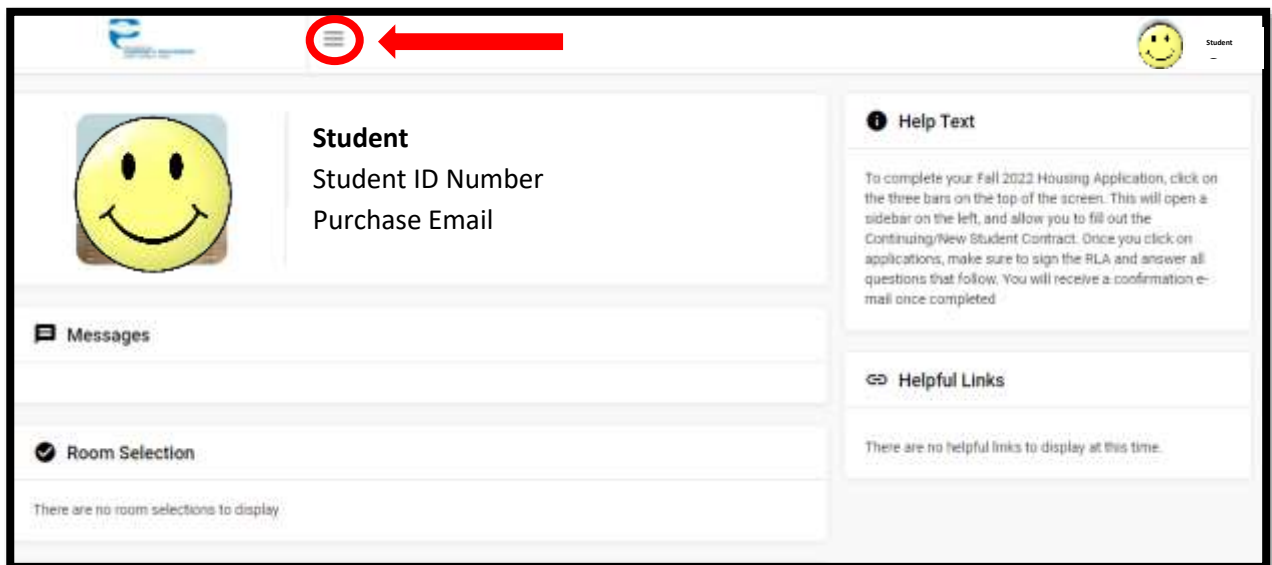 Student
Student
Student ID Number
Purchase Email
Messages
Room Selection
There are no room selections to display
Help Text
To complete your Fall 2022 Housing Application, click on
the three bars on the top of the screen. This will open a
sidebar on the left, and allow you to fill out the
Continuing/New Student Contract. Once you click on
applications, make sure to sign the RLA and answer all
questions that follow. You will receive a confirmation e-
mail once completed
Helpful Links
There are no helpful links to display at this time.